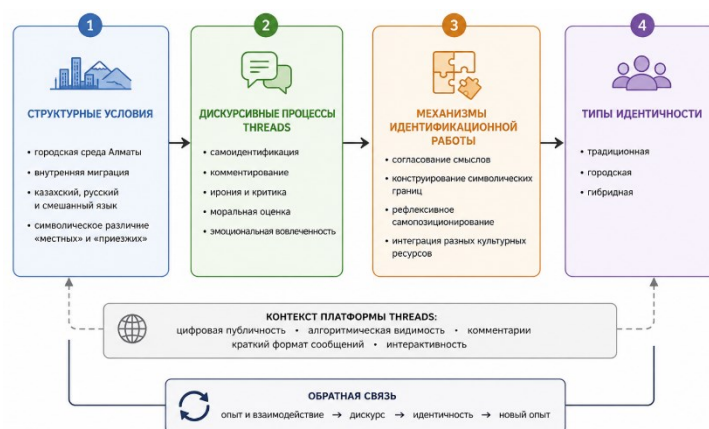 1
СТРУКТУРНЫЕ УСЛОВИЯ
• городская среда Алматы
• внутренняя миграция
• казахский, русский
и смешанный язык
• символическое различие
«местных» и «приезжих»
2
ДИСКУРСИВНЫЕ ПРОЦЕССЫ
THREADS
• самоидентификация
• комментирование
• ирония и критика
• моральная оценка
• эмоциональная вовлеченность
3
МЕХАНИЗМЫ
ИДЕНТИФИКАЦИОННОЙ
РАБОТЫ
• согласование смыслов
• конструирование символических
границ
• рефлексивное
самопозиционирование
• интеграция разных культурных
ресурсов
4
ТИПЫ ИДЕНТИЧНОСТИ
• традиционная
• городская
• гибридная
КОНТЕКСТ ПЛАТФОРМЫ THREADS:
цифровая публичность • алгоритмическая видимость • комментарии
краткий формат сообщений • интерактивность
ОБРАТНАЯ СВЯЗЬ
опыт и взаимодействие → дискурс → идентичность → новый опыт